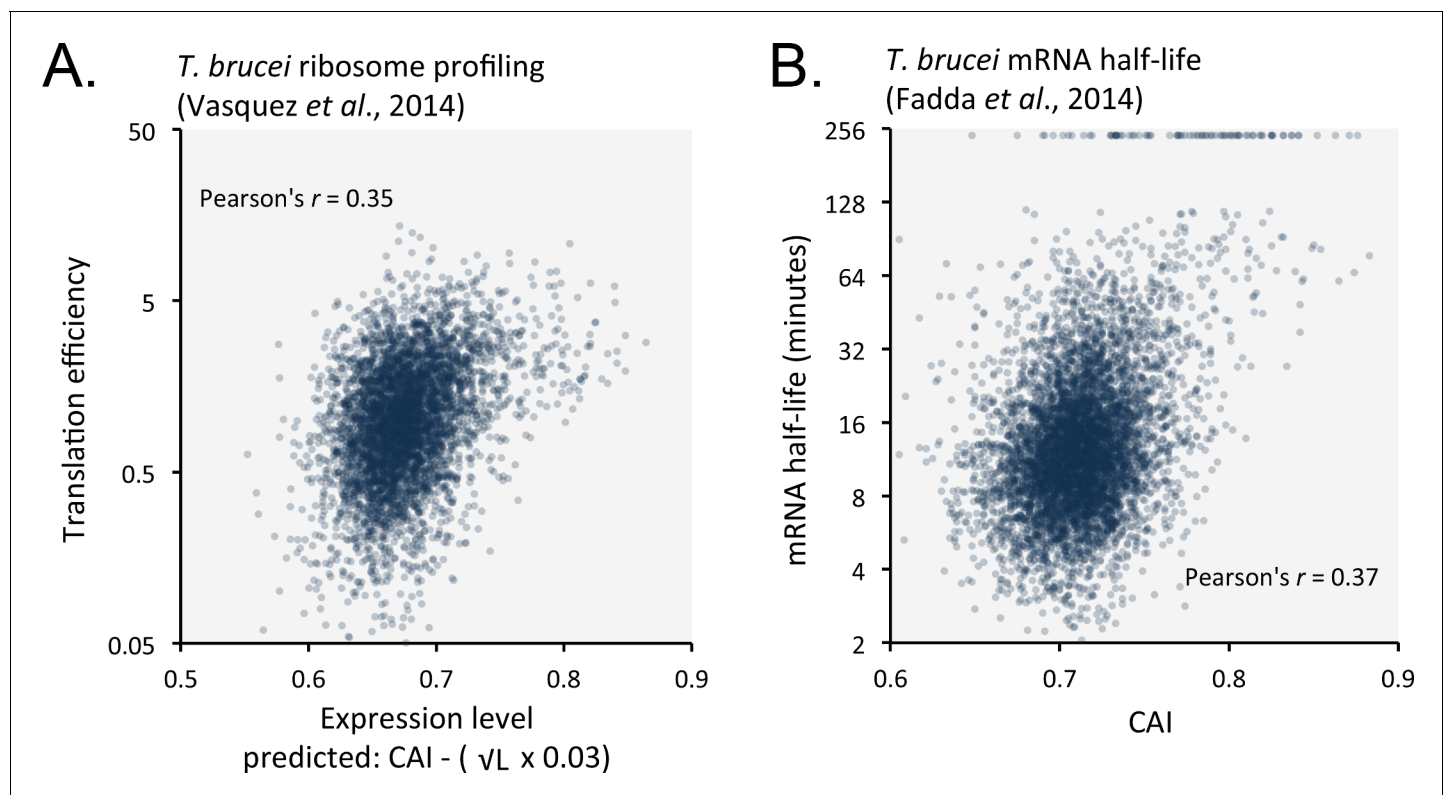 A.
T. brucei ribosome profiling
(Vasquez et al., 2014)
50
5
0.5
0.05
Translation efficiency
Pearson's r = 0.35
0.5 0.6 0.7 0.8 0.9
Expression level
predicted: CAI - ( √L x 0.03)
B.
T. brucei mRNA half-life
(Fadda et al., 2014)
256
128
64
32
16
8
4
2
mRNA half-life (minutes)
Pearson's r = 0.37
0.6 0.7 0.8 0.9
CAI